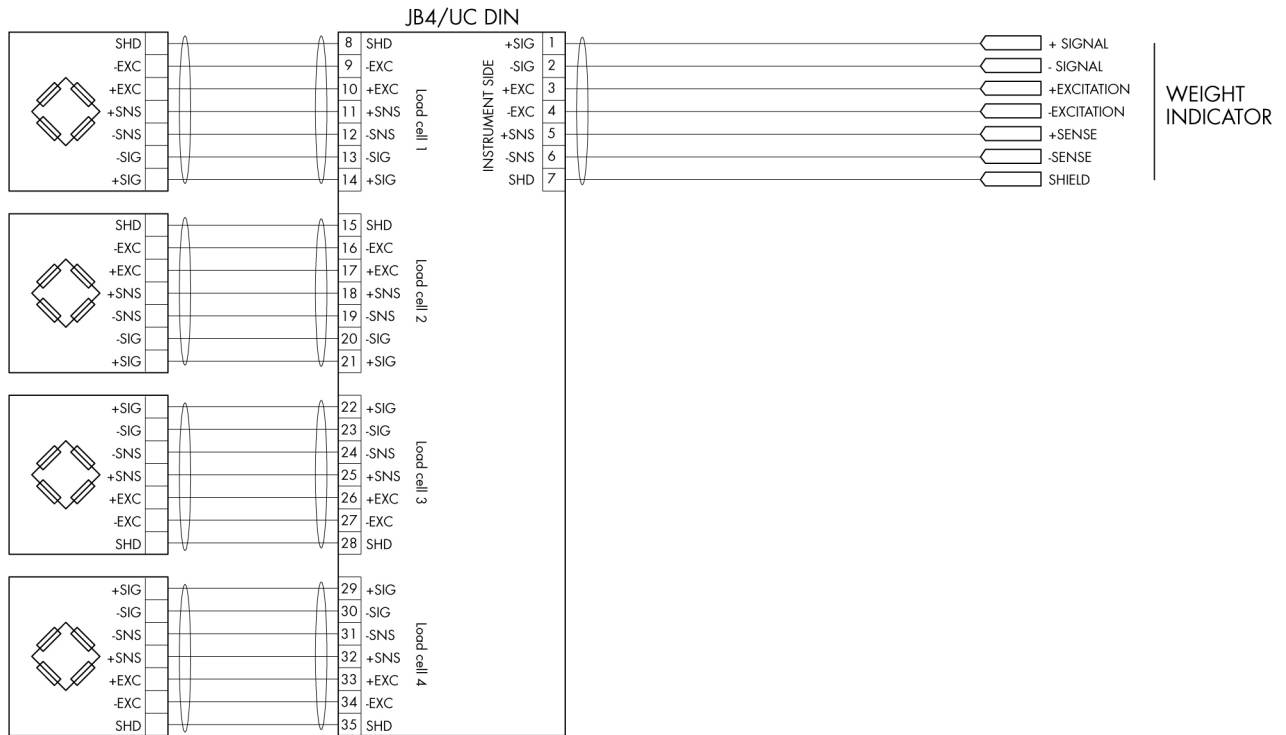 JB4/UC DIN
SHD 8 SHD
-EXC 9 -EXC
+EXC 10 +EXC
+SNS 11 +SNS
-SNS 12 -SNS
-SIG 13 -SIG
+SIG 14 +SIG
Load cell 1
+SIG 1 + SIGNAL
-SIG 2 - SIGNAL
+EXC 3 +EXCITATION
-EXC 4 -EXCITATION
+SNS 5 +SENSE
-SNS 6 -SENSE
SHD 7 SHIELD
INSTRUMENT SIDE
WEIGHT
INDICATOR
SHD 15 SHD
-EXC 16 -EXC
+EXC 17 +EXC
+SNS 18 +SNS
-SNS 19 -SNS
-SIG 20 -SIG
+SIG 21 +SIG
Load cell 2
+SIG 22 +SIG
-SIG 23 -SIG
-SNS 24 -SNS
+SNS 25 +SNS
+EXC 26 +EXC
-EXC 27 -EXC
SHD 28 SHD
Load cell 3
+SIG 29 +SIG
-SIG 30 -SIG
-SNS 31 -SNS
+SNS 32 +SNS
+EXC 33 +EXC
-EXC 34 -EXC
SHD 35 SHD
Load cell 4